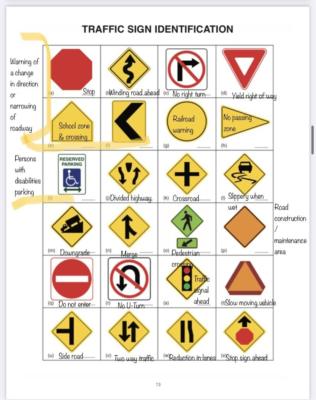 TRAFFIC SIGN IDENTIFICATION
Warning of
a change
in direction
or
narrowing
of
roadway
Stop
Winding road ahead
No right turn
Yield right of way
School zone
& crossing
Railroad
warning
No passing
zone
(e)
(f)
(g)
(h)
Persons
with
disabilities
parking
RESERVED
PARKING
Divided highway
Crossroad
Slippery when
wet
Road
construction
/
maintenance
area
Downgrade
Merge
Pedestrian
crossing
Do not enter
No U-Turn
Traffic
signal
ahead
Slow moving vehicle
Side road
Two way traffic
Reduction in lanes
Stop sign ahead